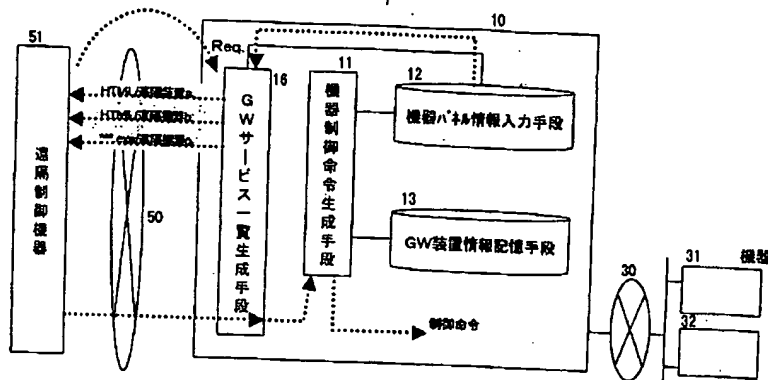 10
51
Req.
16
11
12
機器パネル情報入力手段
GWサービス一覧生成手段
機器制御命令生成手段
遠隔制御機器
50
13
GW装置情報記憶手段
30
31
機器
32
制御命令